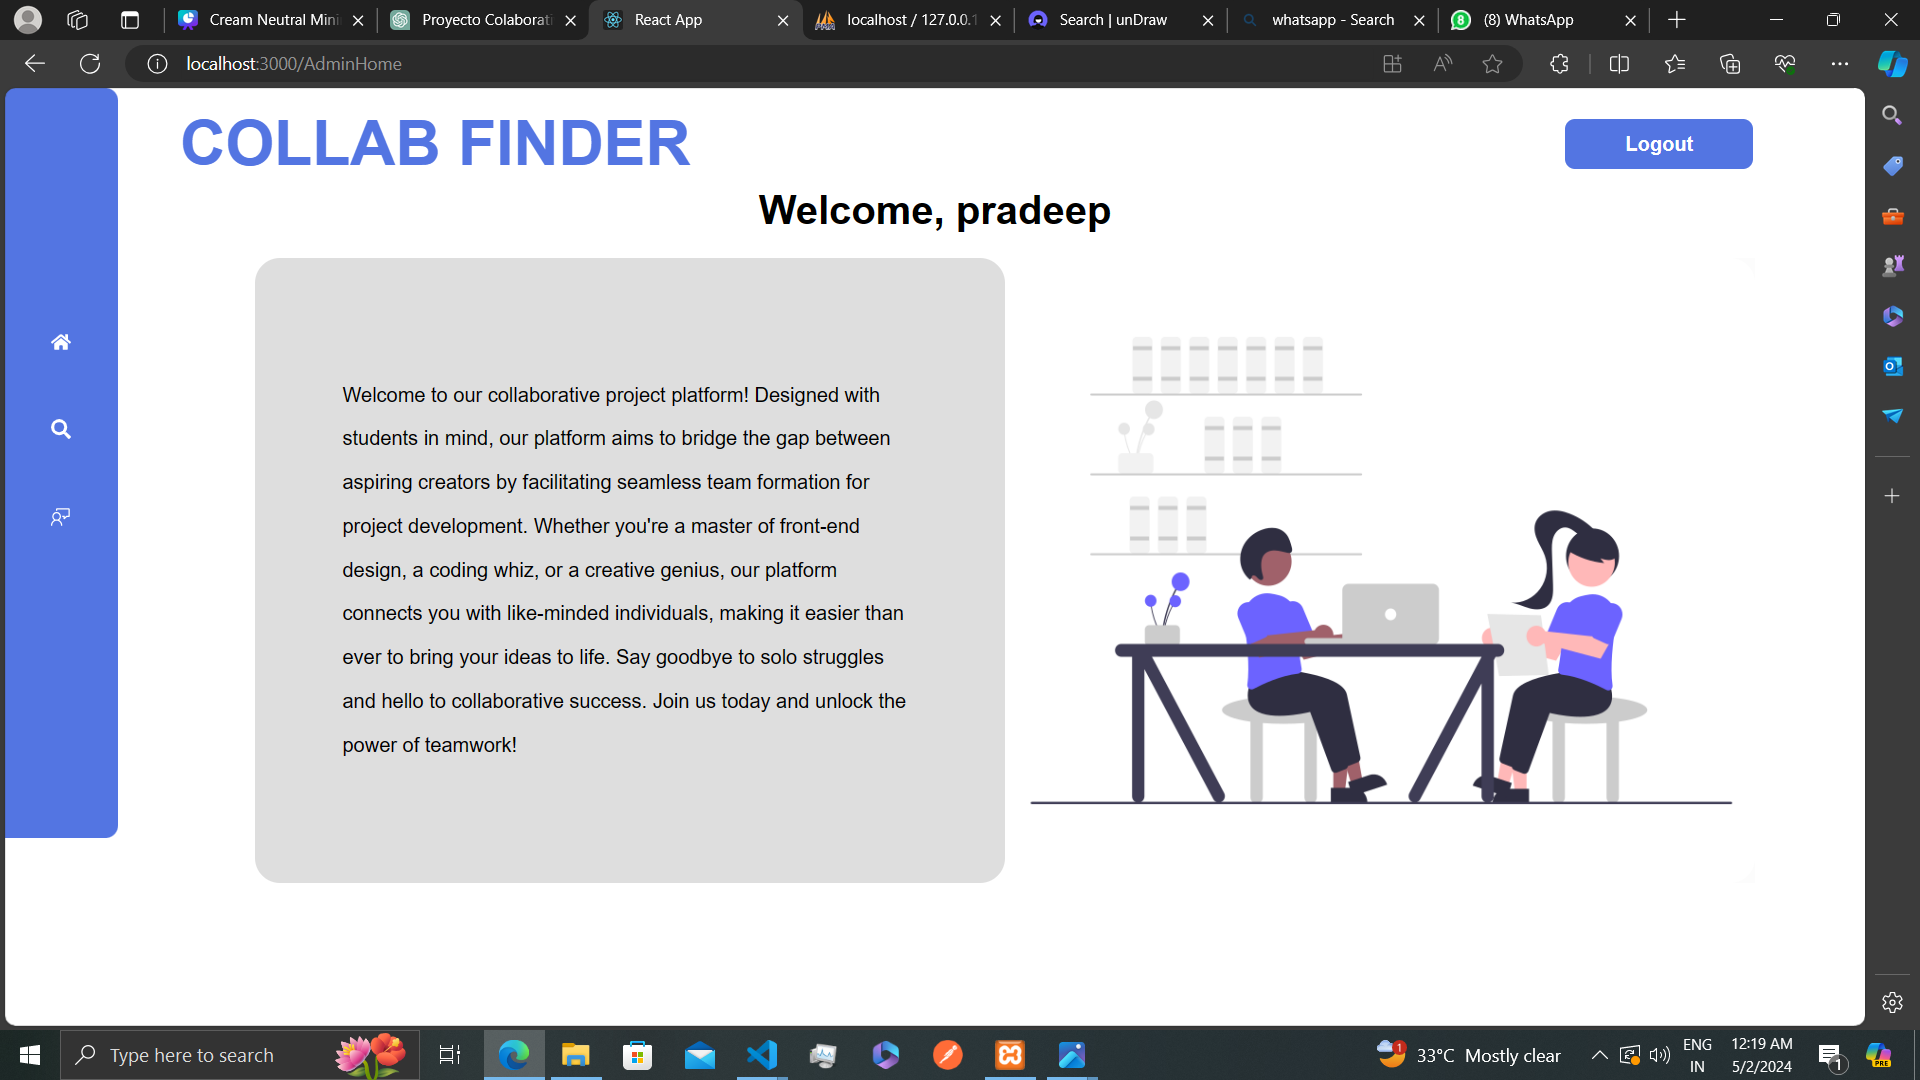 Cream Neutral Mini
Proyecto Colaborati
React App
localhost / 127.0.0.1
Search | unDraw
whatsapp - Search
8
(8) WhatsApp
localhost:3000/AdminHome
COLLAB FINDER
Logout
Welcome, pradeep
Welcome to our collaborative project platform! Designed with
students in mind, our platform aims to bridge the gap between
aspiring creators by facilitating seamless team formation for
project development. Whether you're a master of front-end
design, a coding whiz, or a creative genius, our platform
connects you with like-minded individuals, making it easier than
ever to bring your ideas to life. Say goodbye to solo struggles
and hello to collaborative success. Join us today and unlock the
power of teamwork!
Type here to search
1
33°C Mostly clear
ENG
IN
12:19 AM
5/2/2024
1
PRE